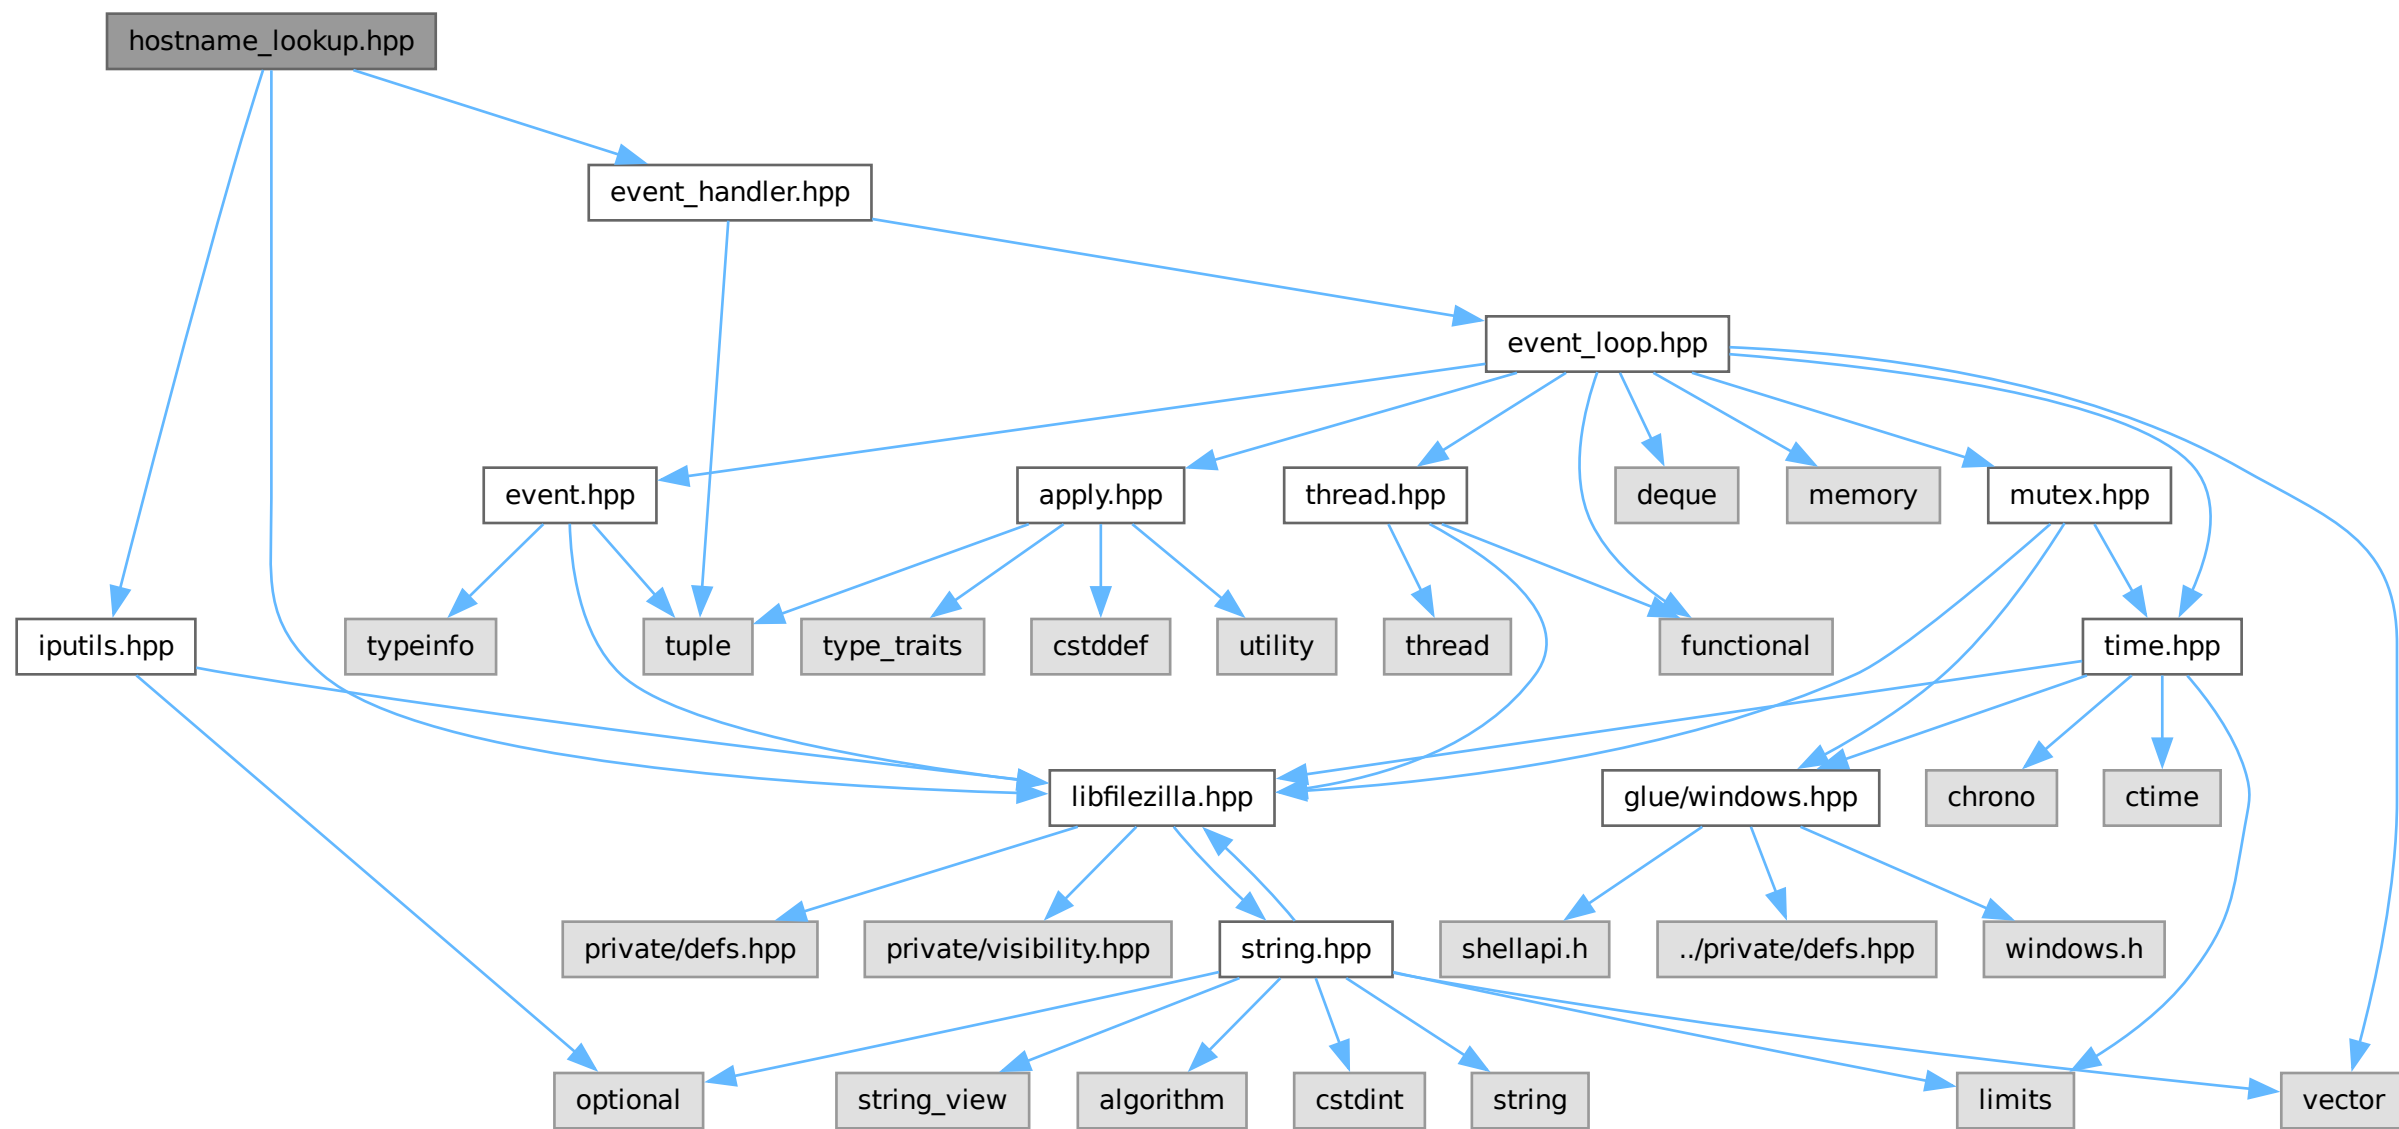 hostname_lookup.hpp
event_handler.hpp
event_loop.hpp
event.hpp
apply.hpp
thread.hpp
deque
memory
mutex.hpp
iputils.hpp
typeinfo
tuple
type_traits
cstddef
utility
thread
functional
time.hpp
libfilezilla.hpp
glue/windows.hpp
chrono
ctime
private/defs.hpp
private/visibility.hpp
string.hpp
shellapi.h
../private/defs.hpp
windows.h
optional
string_view
algorithm
cstdint
string
limits
vector